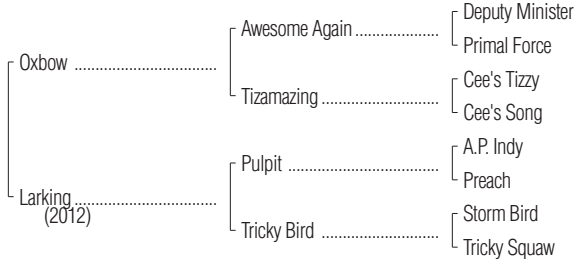 Deputy Minister
Awesome Again ....................
Primal Force
Oxbow ..................................
Cee's Tizzy
Tizamazing ............................
Cee's Song
A.P. Indy
Pulpit ....................................
Preach
Larking..................................
(2012)
Storm Bird
Tricky Bird ............................
Tricky Squaw